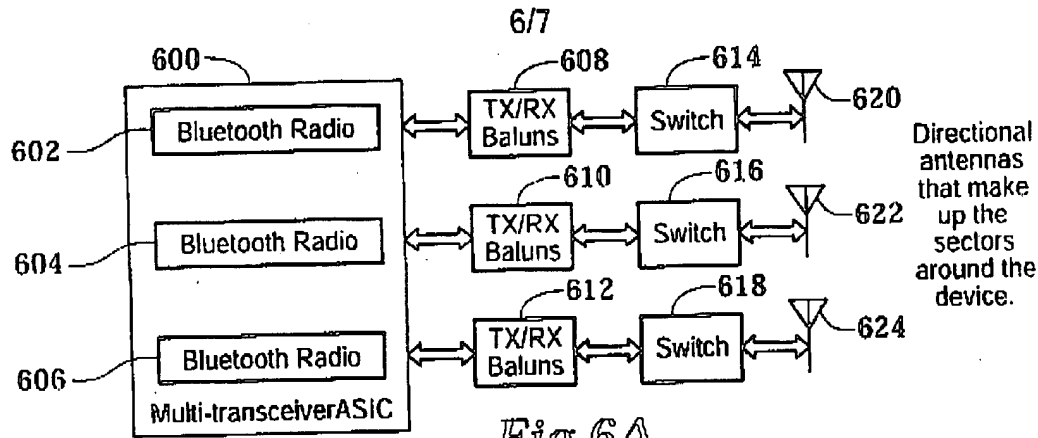 6/7
600
608
614
602
Bluetooth Radio
TX/RX
Baluns
Switch
620
610
616
604
Bluetooth Radio
TX/RX
Baluns
Switch
622
612
618
606
Bluetooth Radio
TX/RX
Baluns
Switch
624
Multi-transceiverASIC
Directional
antennas
that make
up the
sectors
around the
device.
Fig.6A